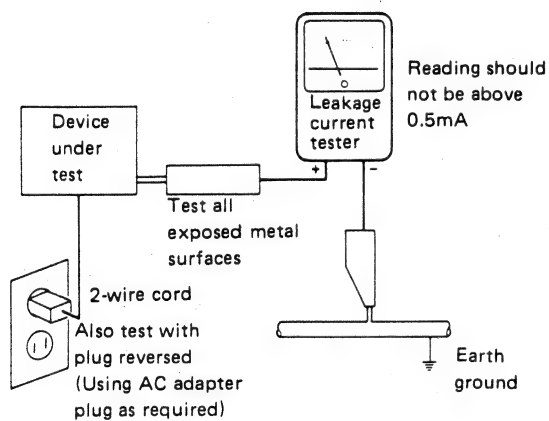 Device
under
test
Leakage
current
tester
+
−
Reading should
not be above
0.5mA
Test all
exposed metal
surfaces
2-wire cord
Also test with
plug reversed
(Using AC adapter
plug as required)
Earth
ground